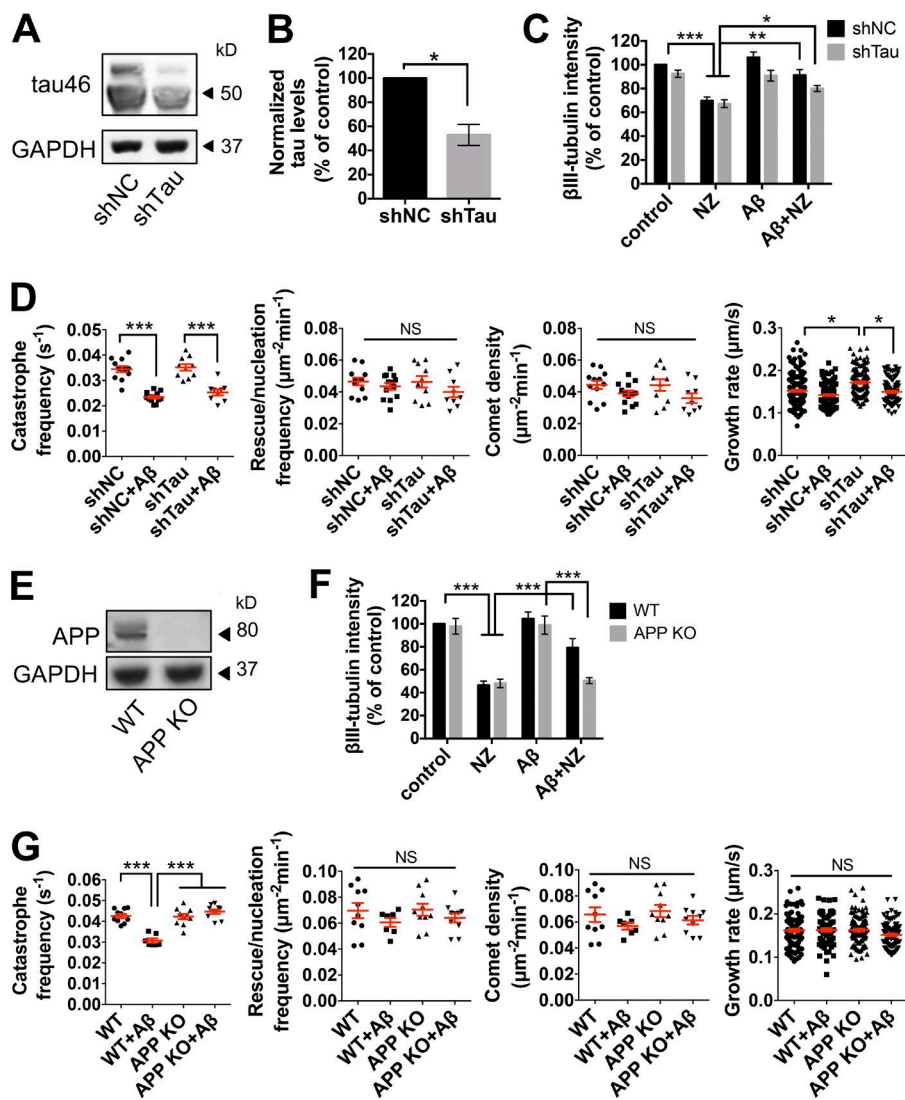 A
kD
tau46
50
GAPDH
37
shNC
shTau
B
Normalized
tau levels
(% of control)
120
100
80
60
40
20
0
*
shNC
shTau
C
βIII-tubulin intensity
(% of control)
120
100
80
60
40
20
0
***
**
*
shNC
shTau
control
NZ
Aβ
Aβ+NZ
D
Catastrophe
frequency (s-1)
0.05
0.04
0.03
0.02
0.01
0.00
***
***
shNC
shNC+Aβ
shTau
shTau+Aβ
Rescue/nucleation
frequency (μm-2min-1)
0.08
0.06
0.04
0.02
0.00
NS
shNC
shNC+Aβ
shTau
shTau+Aβ
Comet density
(μm-2min-1)
0.08
0.06
0.04
0.02
0.00
NS
shNC
shNC+Aβ
shTau
shTau+Aβ
Growth rate (μm/s)
0.3
0.2
0.1
0.0
*
*
shNC
shNC+Aβ
shTau
shTau+Aβ
E
kD
APP
80
GAPDH
37
WT
APP KO
F
βIII-tubulin intensity
(% of control)
120
100
80
60
40
20
0
***
***
***
WT
APP KO
control
NZ
Aβ
Aβ+NZ
G
Catastrophe
frequency (s-1)
0.06
0.05
0.04
0.03
0.02
0.01
0.00
***
***
WT
WT+Aβ
APP KO
APP KO+Aβ
Rescue/nucleation
frequency (μm-2min-1)
0.10
0.08
0.06
0.04
0.02
0.00
NS
WT
WT+Aβ
APP KO
APP KO+Aβ
Comet density
(μm-2min-1)
0.10
0.08
0.06
0.04
0.02
0.00
NS
WT
WT+Aβ
APP KO
APP KO+Aβ
Growth rate (μm/s)
0.3
0.2
0.1
0.0
NS
WT
WT+Aβ
APP KO
APP KO+Aβ